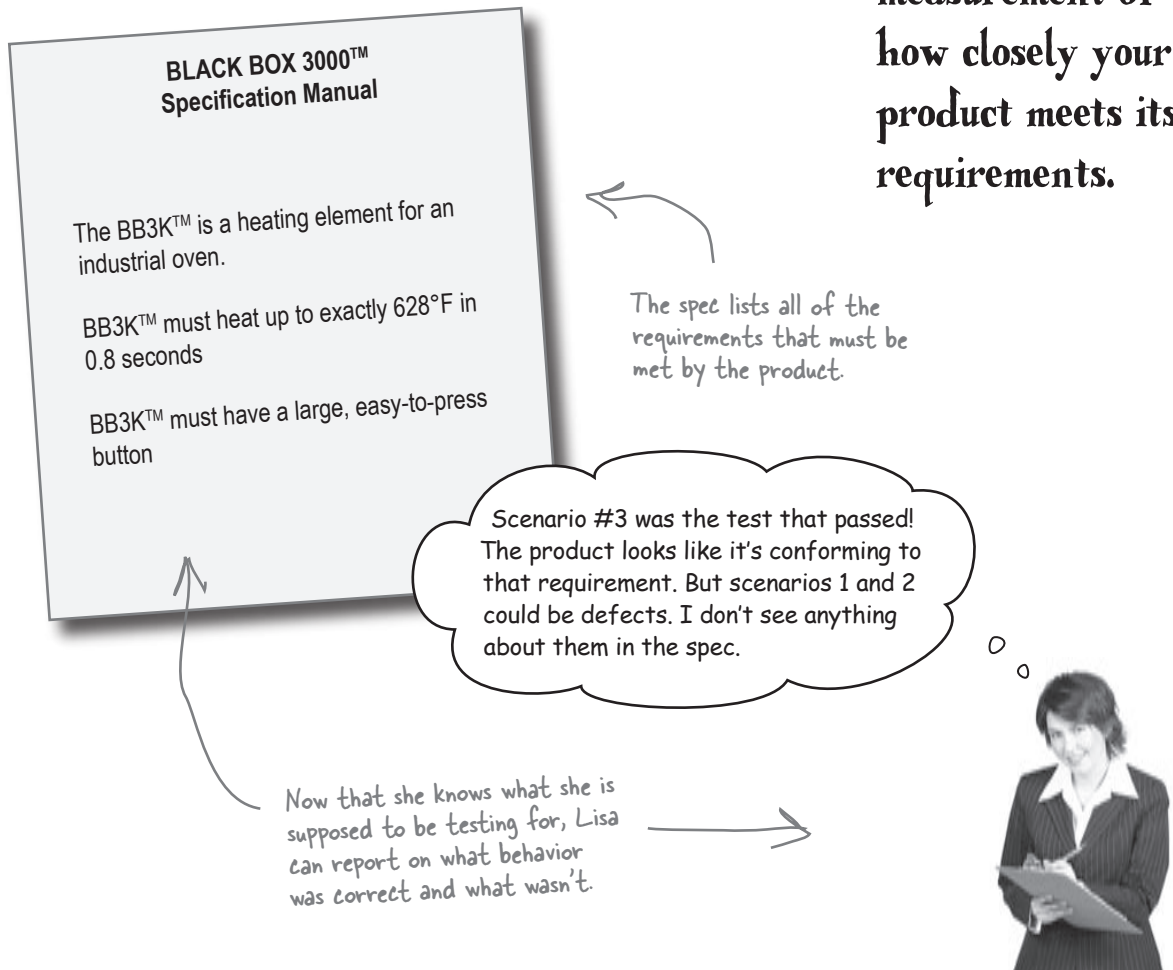 measurement of
how closely your
product meets its
requirements.
BLACK BOX 3000™
Specification Manual
The BB3K™ is a heating element for an
industrial oven.
BB3K™ must heat up to exactly 628°F in
0.8 seconds
BB3K™ must have a large, easy-to-press
button
The spec lists all of the
requirements that must be
met by the product.
Scenario #3 was the test that passed!
The product looks like it's conforming to
that requirement. But scenarios 1 and 2
could be defects. I don't see anything
about them in the spec.
Now that she knows what she is
supposed to be testing for, Lisa
can report on what behavior
was correct and what wasn't.